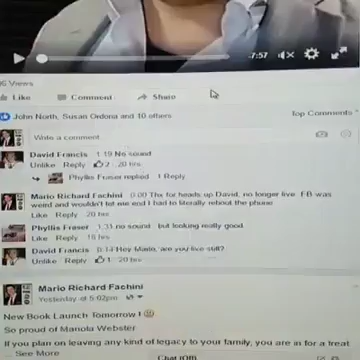 -7:57
6 Views
Like Comment Share
John North, Susan Ordona and 10 others
Top Comments
Write a comment
David Francis 1:19 No sound
Unlike Reply 2 20 hrs
Phyllis Fraser replied 1 Reply
Mario Richard Fachini 0:00 Thx for heads up David, no longer live. FB was
weird and wouldn't let me end I had to literally reboot the phone
Like Reply 20 hrs
Phyllis Fraser 1:31 no sound but looking really good
Like Reply 18 hrs
David Francis 0:14 Hey Mario, are you live still?
Unlike Reply 1 20 hrs
Mario Richard Fachini
Yesterday at 5:02pm
New Book Launch Tomorrow !
So proud of Manola Webster
If you plan on leaving any kind of legacy to your family, you are in for a treat
... See More
Chat (Off)